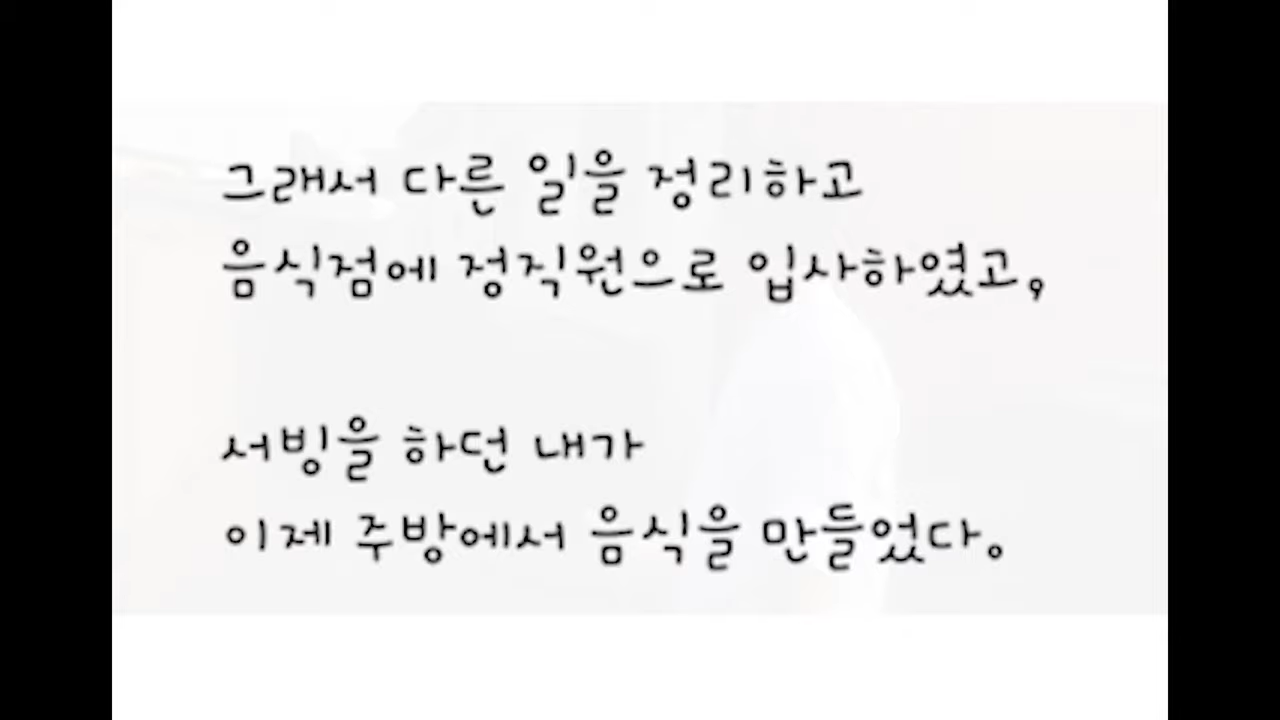 그래서 다른 일을 정리하고
음식점에 정직원으로 입사하였고,
서빙을 하던 내가
이제 주방에서 음식을 만들었다.